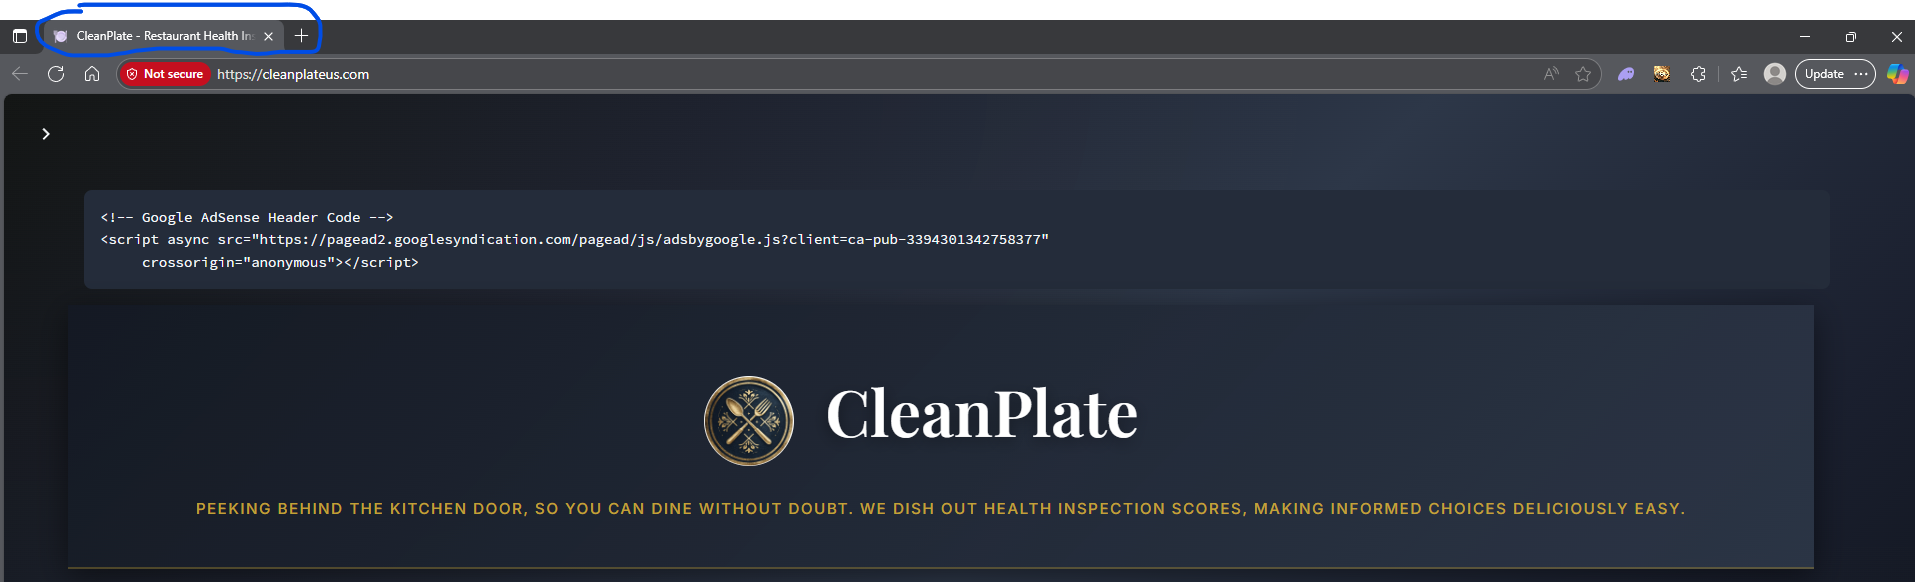 CleanPlate - Restaurant Health Ins
Not secure https://cleanplateus.com
Update
<!-- Google AdSense Header Code -->
<script async src="https://pagead2.googlesyndication.com/pagead/js/adsbygoogle.js?client=ca-pub-3394301342758377"
     crossorigin="anonymous"></script>
CleanPlate
PEEKING BEHIND THE KITCHEN DOOR, SO YOU CAN DINE WITHOUT DOUBT. WE DISH OUT HEALTH INSPECTION SCORES, MAKING INFORMED CHOICES DELICIOUSLY EASY.